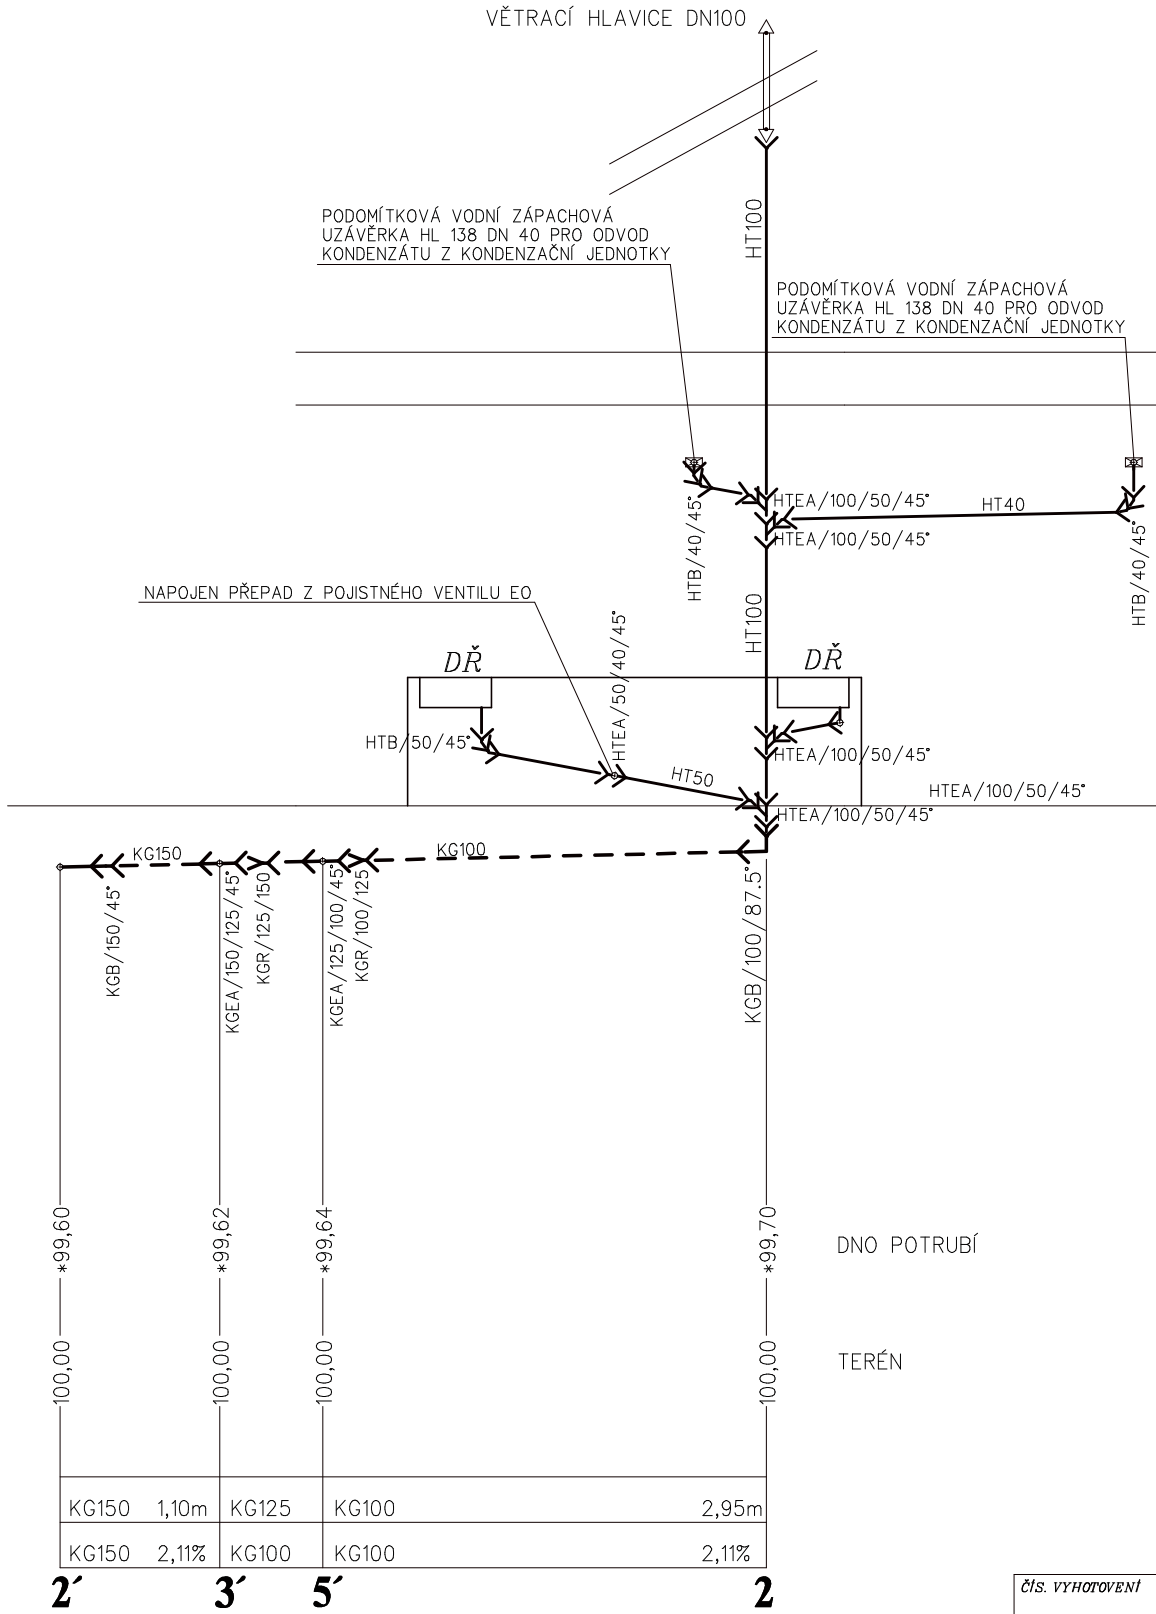 VĚTRACÍ HLAVICE DN100
HT100
PODOMÍTKOVÁ VODNÍ ZÁPACHOVÁ
UZÁVĚRKA HL 138 DN 40 PRO ODVOD
KONDENZÁTU Z KONDENZAČNÍ JEDNOTKY
PODOMÍTKOVÁ VODNÍ ZÁPACHOVÁ
UZÁVĚRKA HL 138 DN 40 PRO ODVOD
KONDENZÁTU Z KONDENZAČNÍ JEDNOTKY
HTEA/100/50/45°
HT40
HTEA/100/50/45°
HTB/40/45°
HTB/40/45°
NAPOJEN PŘEPAD Z POJISTNÉHO VENTILU EO
HT100
HTEA/50/40/45°
DŘ
DŘ
HTB/50/45°
HTEA/100/50/45°
HT50
HTEA/100/50/45°
HTEA/100/50/45°
KG150
KG100
KGB/150/45°
KGEA/150/125/45°
KGR/125/150
KGEA/125/100/45°
KGR/100/125
KGB/100/87.5°
*99,60
*99,62
*99,64
*99,70
DNO POTRUBÍ
100,00
100,00
100,00
100,00
TERÉN
KG150 1,10m KG125 KG100 2,95m
KG150 2,11% KG100 KG100 2,11%
2´ 3´ 5´ 2
ČÍS. VYHOTOVENÍ